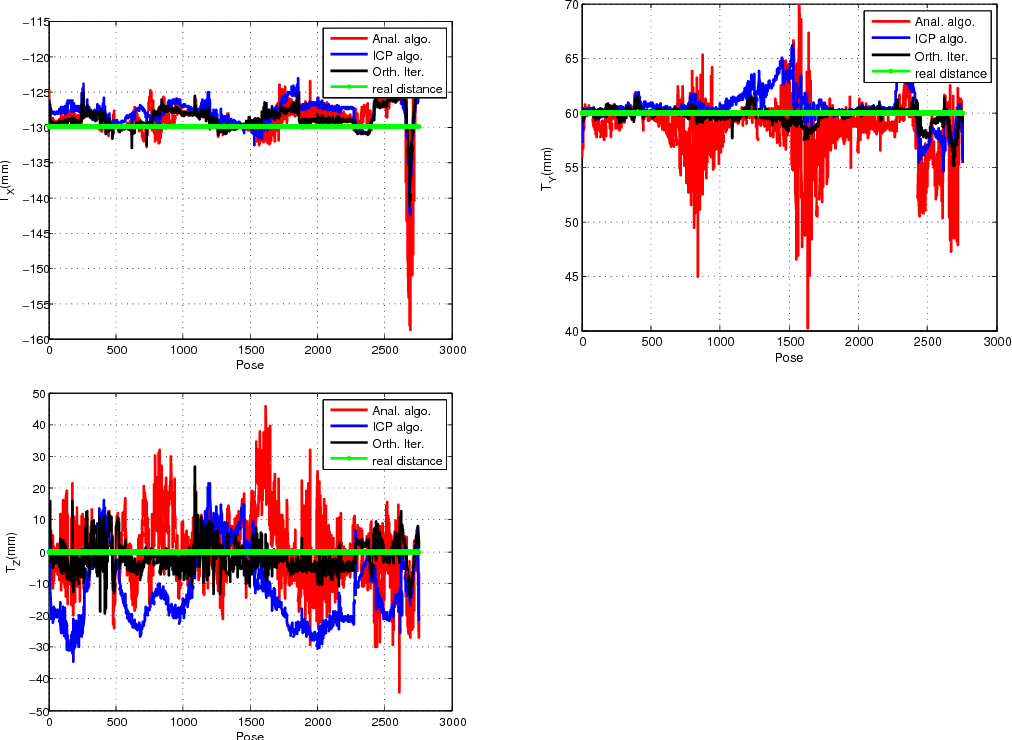 −115
−120
−125
−130
−135
−140
−145
−150
−155
−160
0 500 1000 1500 2000 2500 3000
Pose
T_X(mm)
Anal. algo.
ICP algo.
Orth. Iter.
real distance
70
65
60
55
50
45
40
0 500 1000 1500 2000 2500 3000
Pose
T_Y(mm)
Anal. algo.
ICP algo.
Orth. Iter.
real distance
50
40
30
20
10
0
−10
−20
−30
−40
−50
0 500 1000 1500 2000 2500 3000
Pose
T_Z(mm)
Anal. algo.
ICP algo.
Orth. Iter.
real distance